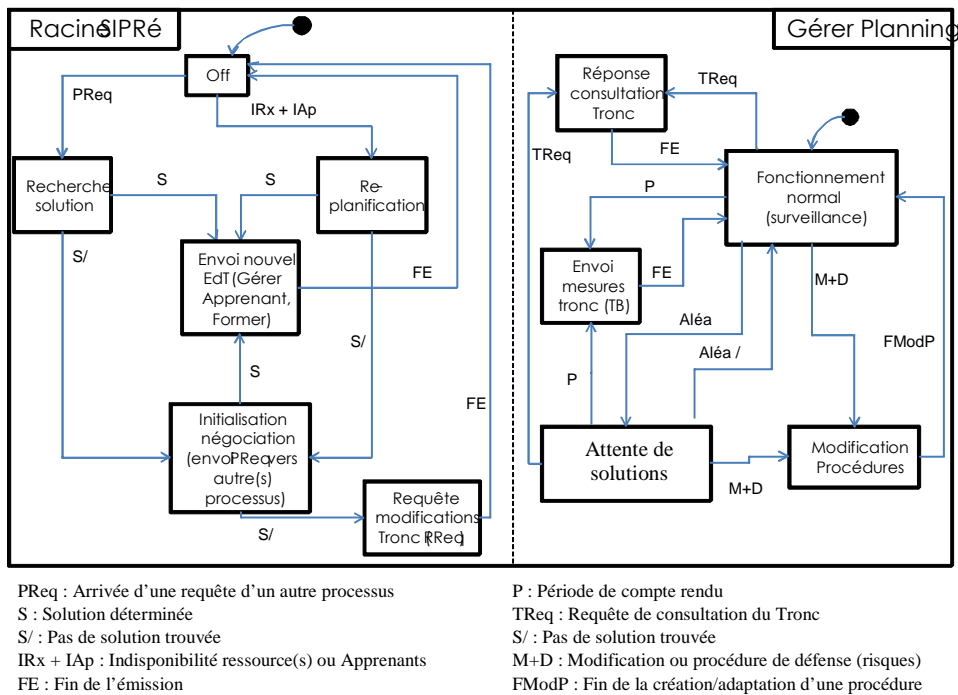 Racine SIPRé
Gérer Planning
Off
PReq
IRx + IAp
Recherche
solution
S
S
Re-
planification
S/
Envoi nouvel
EdT (Gérer
Apprenant,
Former)
FE
S/
S
Initialisation
négociation
(envoi PReq vers
autre(s)
processus)
FE
S/
Requête
modifications
Tronc (RReq)
Réponse
consultation
Tronc
TReq
TReq
FE
P
Fonctionnement
normal
(surveillance)
Envoi
mesures
tronc (TB)
FE
M+D
Aléa
Aléa /
FModP
P
Attente de
solutions
M+D
Modification
Procédures
PReq : Arrivée d’une requête d’un autre processus
S : Solution déterminée
S/ : Pas de solution trouvée
IRx + IAp : Indisponibilité ressource(s) ou Apprenants
FE : Fin de l’émission
P : Période de compte rendu
TReq : Requête de consultation du Tronc
S/ : Pas de solution trouvée
M+D : Modification ou procédure de défense (risques)
FModP : Fin de la création/adaptation d’une procédure